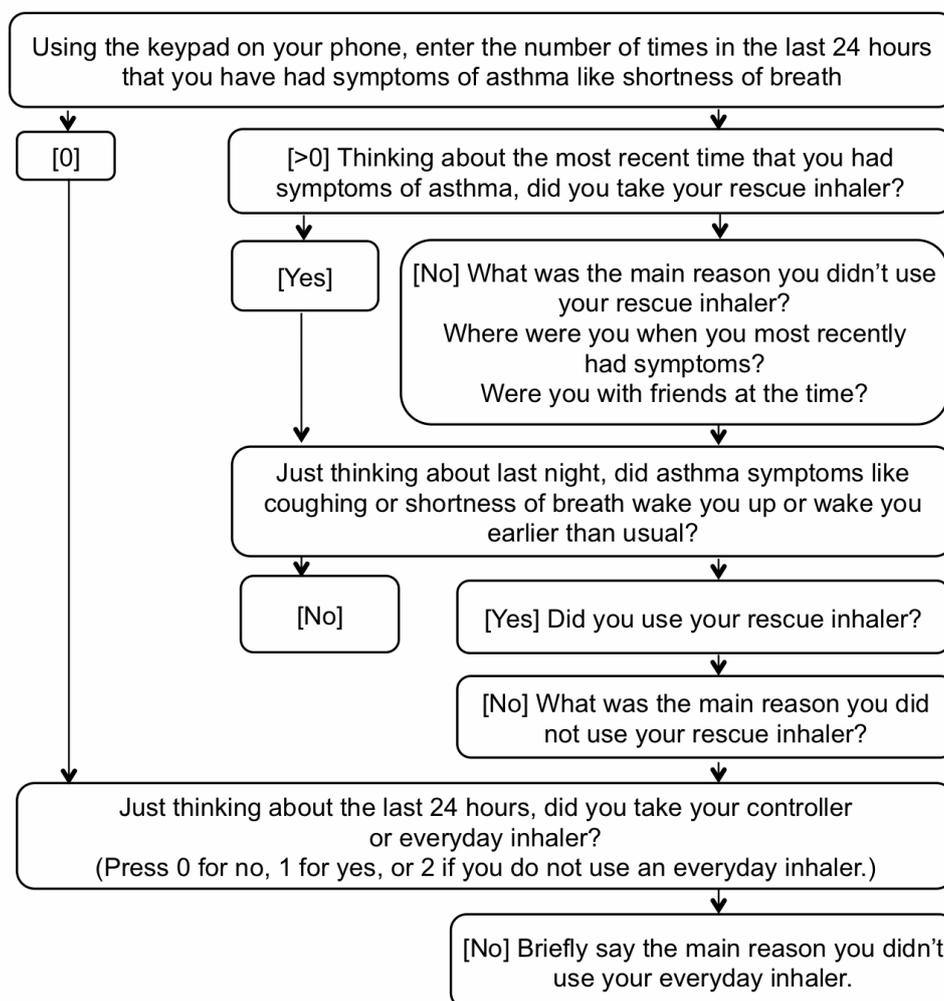 Using the keypad on your phone, enter the number of times in the last 24 hours
that you have had symptoms of asthma like shortness of breath
[0]
[>0] Thinking about the most recent time that you had
symptoms of asthma, did you take your rescue inhaler?
[Yes]
[No] What was the main reason you didn’t use
your rescue inhaler?
Where were you when you most recently
had symptoms?
Were you with friends at the time?
Just thinking about last night, did asthma symptoms like
coughing or shortness of breath wake you up or wake you
earlier than usual?
[No]
[Yes] Did you use your rescue inhaler?
[No] What was the main reason you did
not use your rescue inhaler?
Just thinking about the last 24 hours, did you take your controller
or everyday inhaler?
(Press 0 for no, 1 for yes, or 2 if you do not use an everyday inhaler.)
[No] Briefly say the main reason you didn’t
use your everyday inhaler.